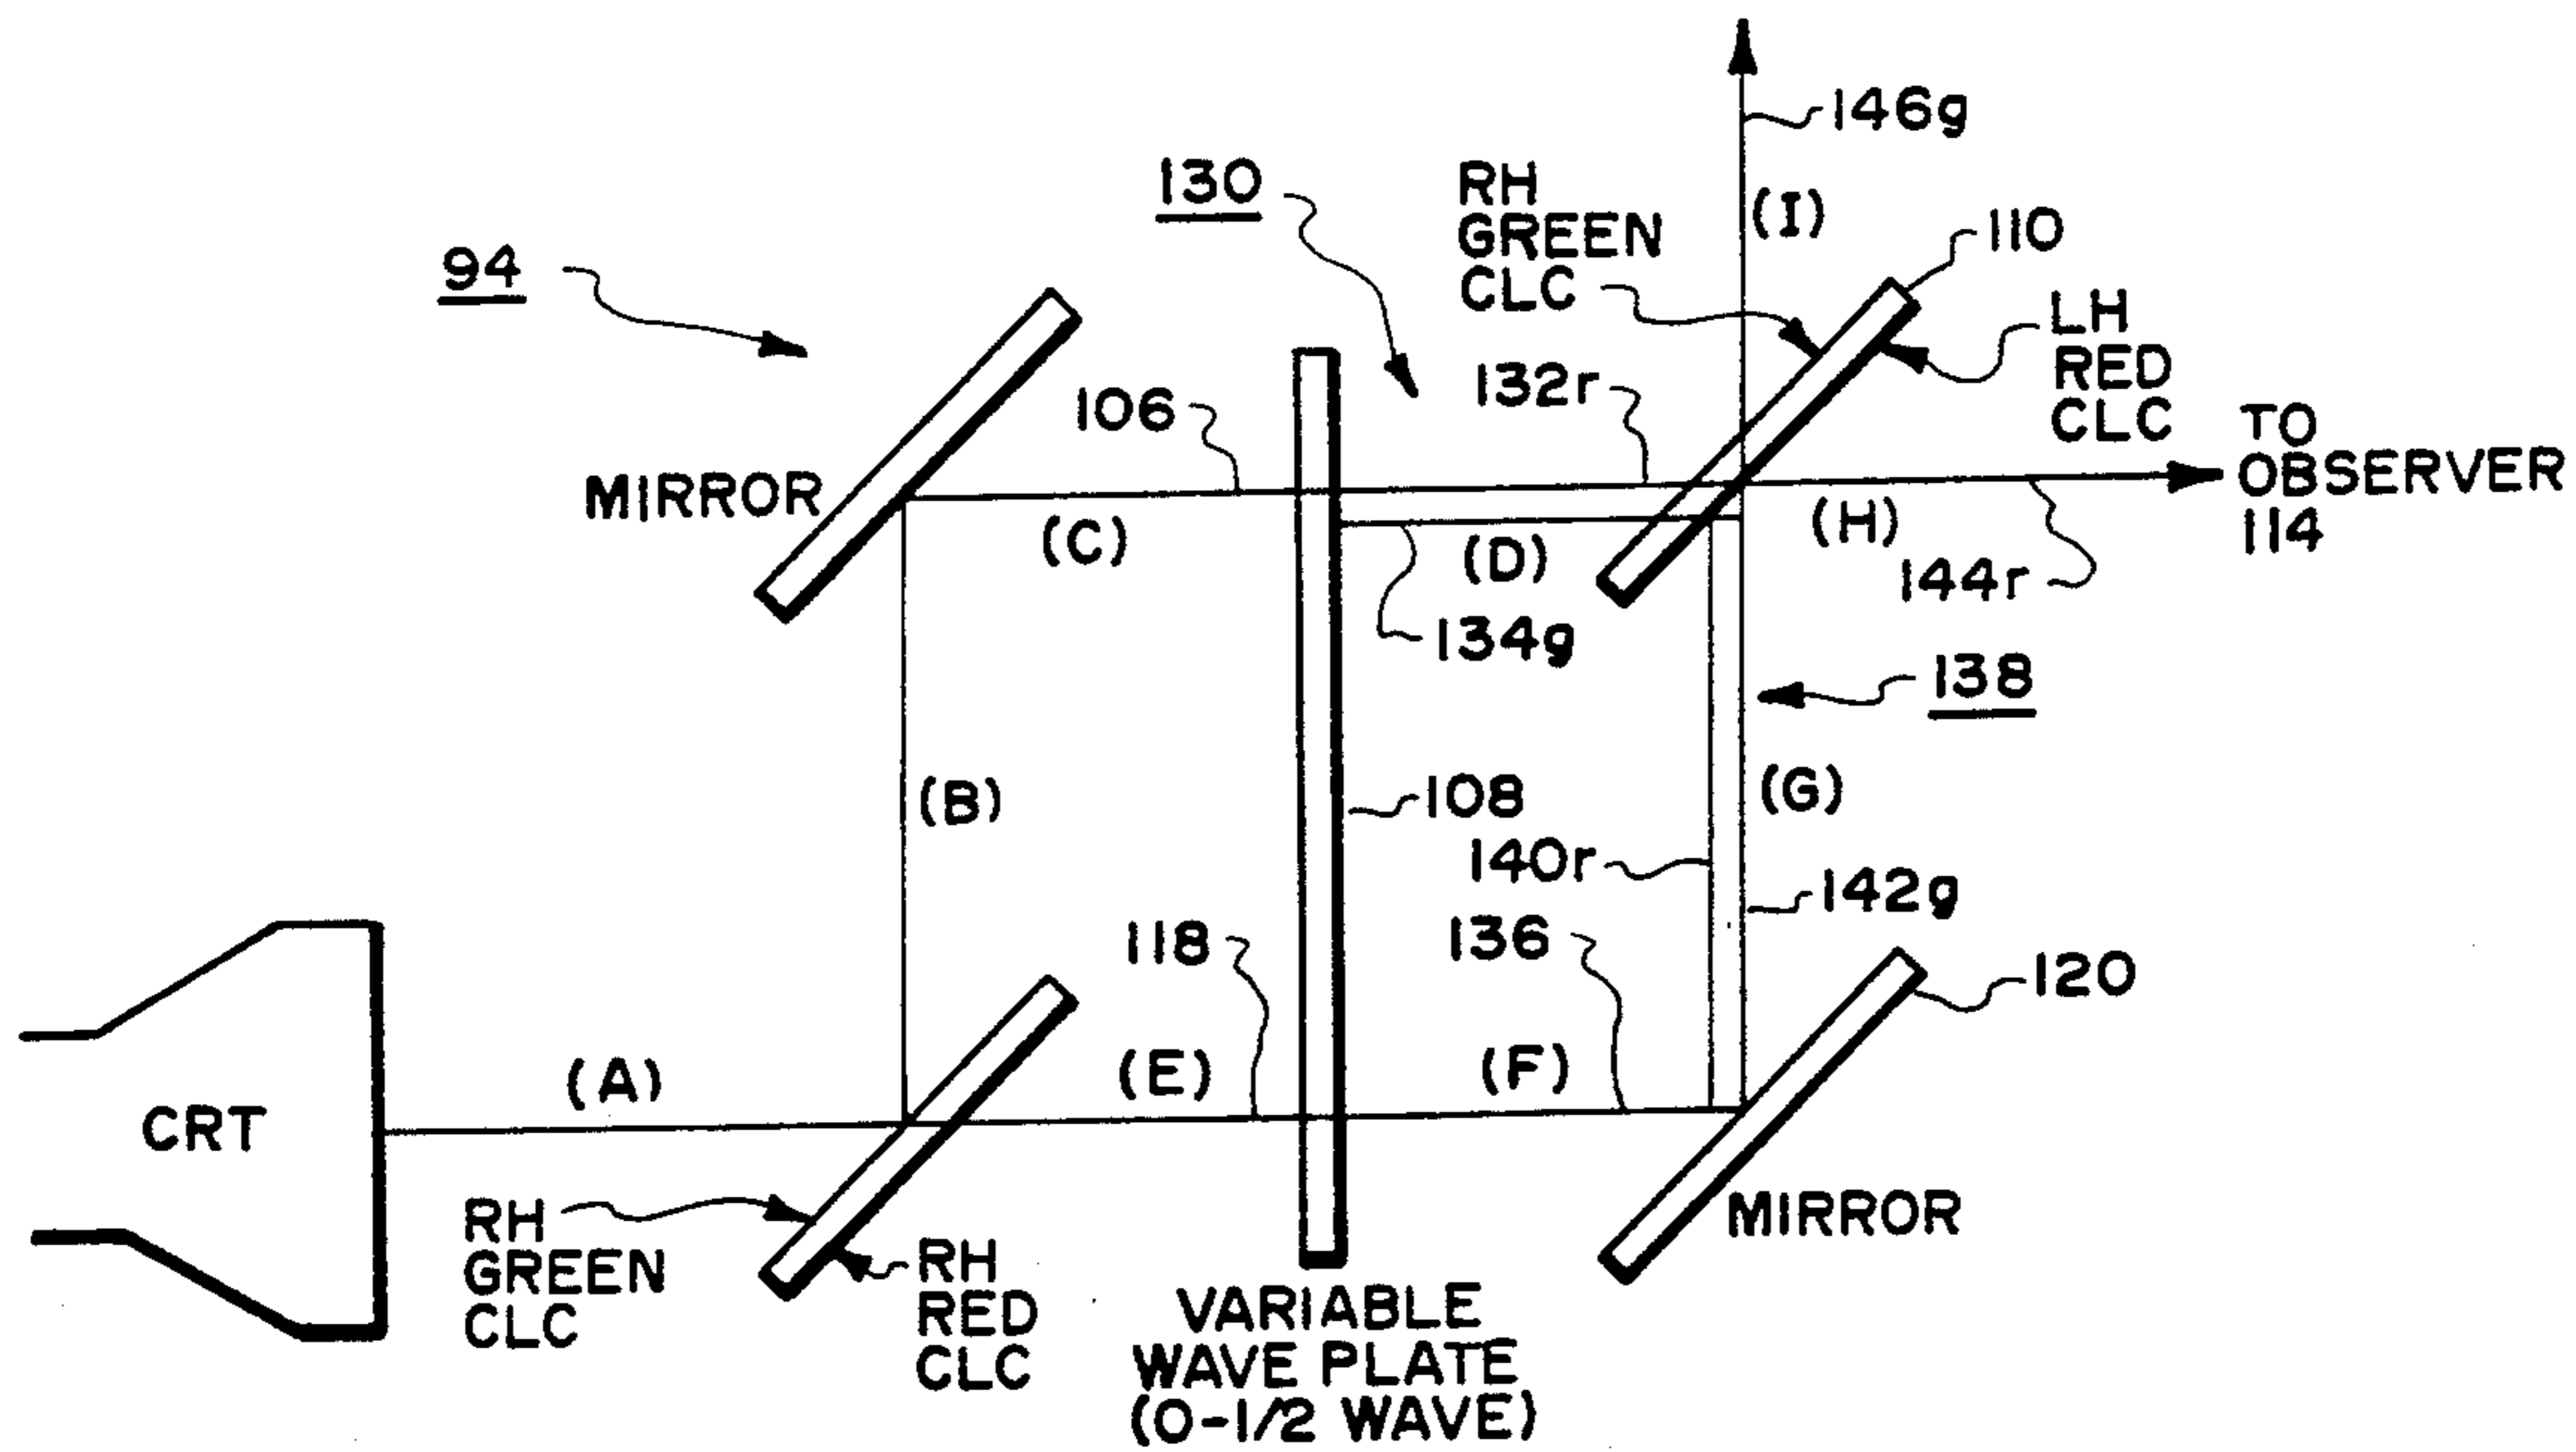 146g
130
RH
GREEN
CLC
(I)
110
94
LH
RED
CLC
132r
106
TO
OBSERVER
114
MIRROR
(C)
(D)
(H)
144r
134g
138
(B)
108
(G)
140r
142g
118
136
120
(A)
(E)
(F)
CRT
RH
GREEN
CLC
RH
RED
CLC
MIRROR
VARIABLE
WAVE PLATE
(0-1/2 WAVE)